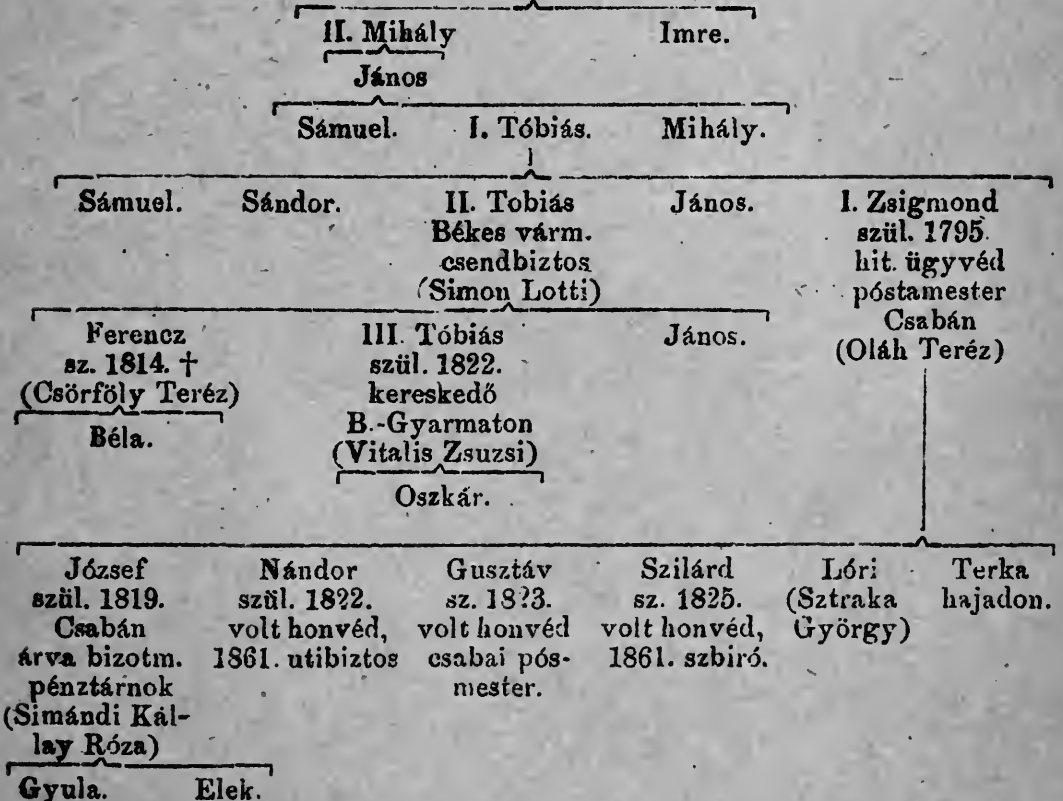 II. Mihály Imre.
János
Sámuel. I. Tóbiás. Mihály.
Sámuel. Sándor. II. Tobiás János. I. Zsigmond
Békes várm. szül. 1795.
csendbiztos hit. ügyvéd
(Simon Lotti) póstamester
Csabán
(Oláh Teréz)
Ferencz III. Tóbiás János.
sz. 1814. † szül. 1822.
(Csörföly Teréz) kereskedő
Béla. B.-Gyarmaton
(Vitalis Zsuzsi)
Oszkár.
József Nándor Gusztáv Szilárd Lóri Terka
szül. 1819. szül. 1822. sz. 1823. sz. 1825. (Sztraka hajadon.
Csabán volt honvéd, volt honvéd volt honvéd, György)
árva bizotm. 1861. utibiztos csabai pós- 1861. szbiró.
pénztárnok mester.
(Simándi Kál-
lay Róza)
Gyula. Elek.